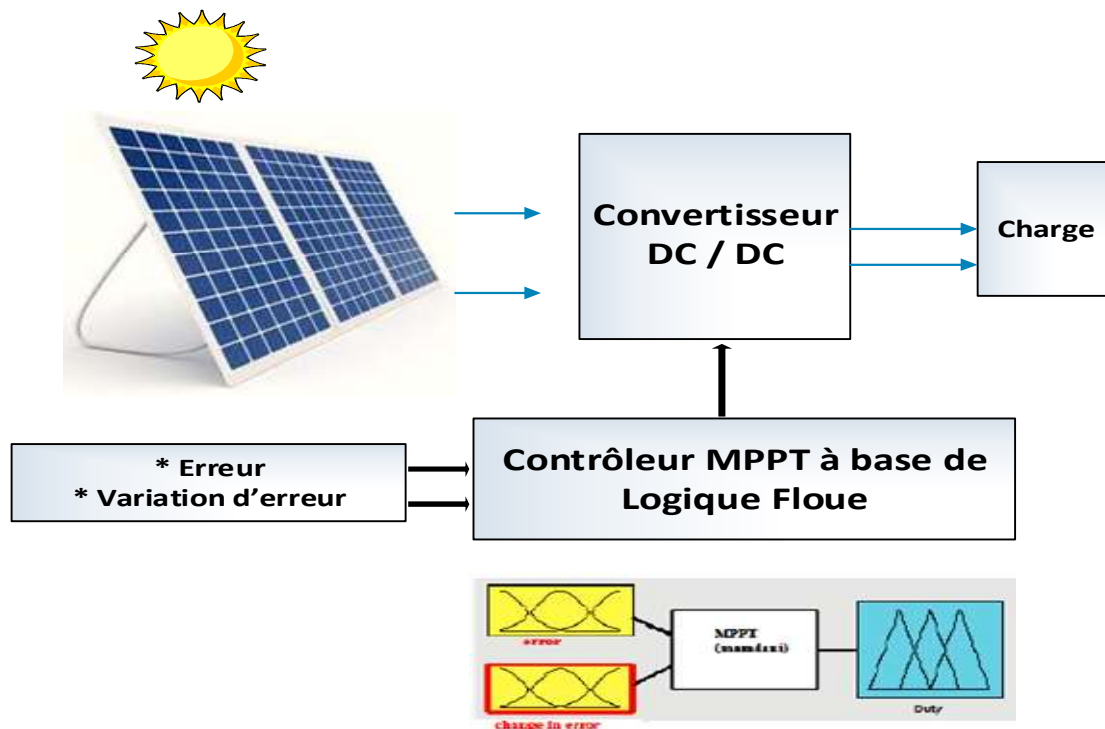 Convertisseur
DC / DC
Charge
* Erreur
* Variation d’erreur
Contrôleur MPPT à base de
Logique Floue
error
MPPT
(mamdani)
change in error
Duty